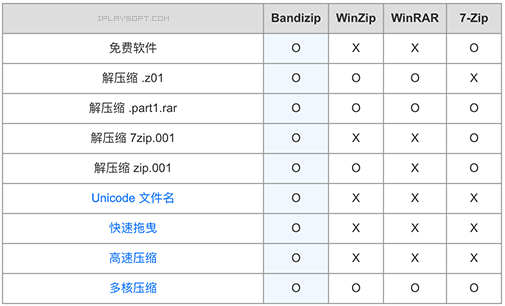 IPLAYSOFT.COM Bandizip WinZip WinRAR 7-Zip
免费软件 O X X O
解压缩 .z01 O O O X
解压缩 .part1.rar O O O O
解压缩 7zip.001 O X X O
解压缩 zip.001 O O X O
Unicode 文件名 O X X X
快速拖曳 O X X X
高速压缩 O X X X
多核压缩 O O O O